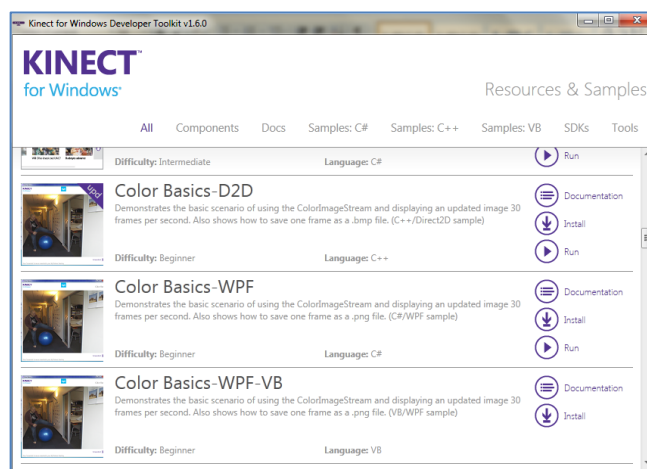 Kinect for Windows Developer Toolkit v1.6.0
KINECT™
for Windows®
Resources & Samples
All Components Docs Samples: C# Samples: C++ Samples: VB SDKs Tools
Difficulty: Intermediate Language: C# Run
upd
Color Basics-D2D
Documentation
Demonstrates the basic scenario of using the ColorImageStream and displaying an updated image 30
frames per second. Also shows how to save one frame as a .bmp file. (C++/Direct2D sample)
Install
Difficulty: Beginner Language: C++ Run
Color Basics-WPF
Documentation
Demonstrates the basic scenario of using the ColorImageStream and displaying an updated image 30
frames per second. Also shows how to save one frame as a .png file. (C#/WPF sample)
Install
Difficulty: Beginner Language: C# Run
Color Basics-WPF-VB
Documentation
Demonstrates the basic scenario of using the ColorImageStream and displaying an updated image 30
frames per second. Also shows how to save one frame as a .png file. (VB/WPF sample)
Install
Difficulty: Beginner Language: VB